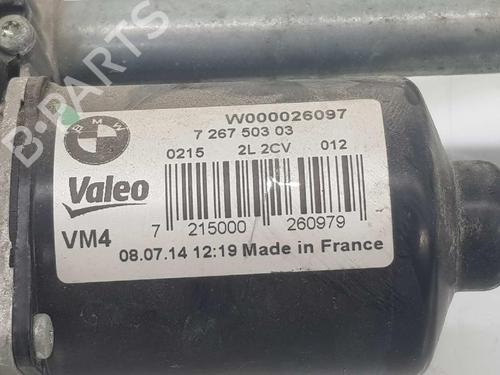 BMW
W000026097
7 267 503 03
0215 2L 2CV 012
Valeo
VM4
7 215000 260979
08.07.14 12:19 Made in France
B-PARTS